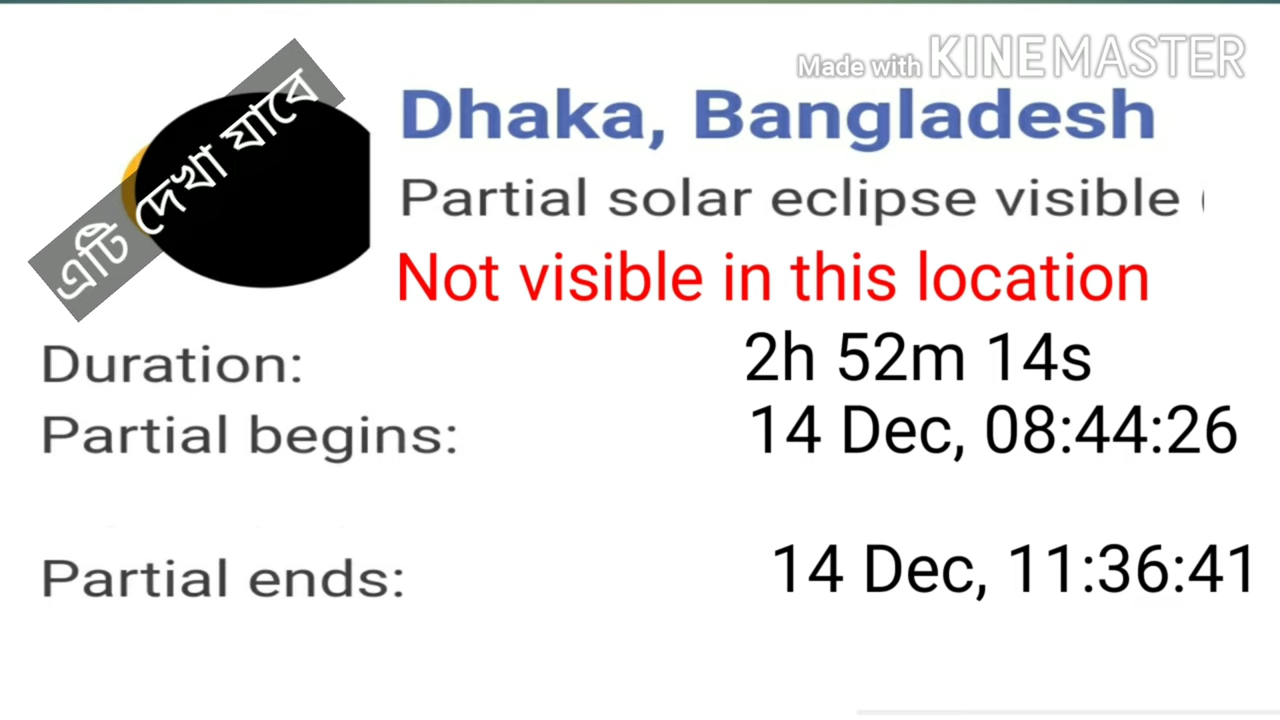 Made with KINEMASTER
এটি দেখা যাবে
Dhaka, Bangladesh
Partial solar eclipse visible (
Not visible in this location
Duration: 2h 52m 14s
Partial begins: 14 Dec, 08:44:26
Partial ends: 14 Dec, 11:36:41